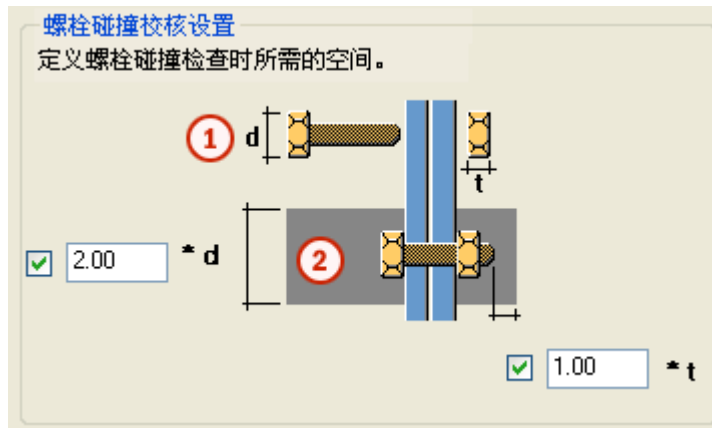 螺栓碰撞校核设置
定义螺栓碰撞检查时所需的空间。
1 d
t
2.00 * d 2
1.00 * t